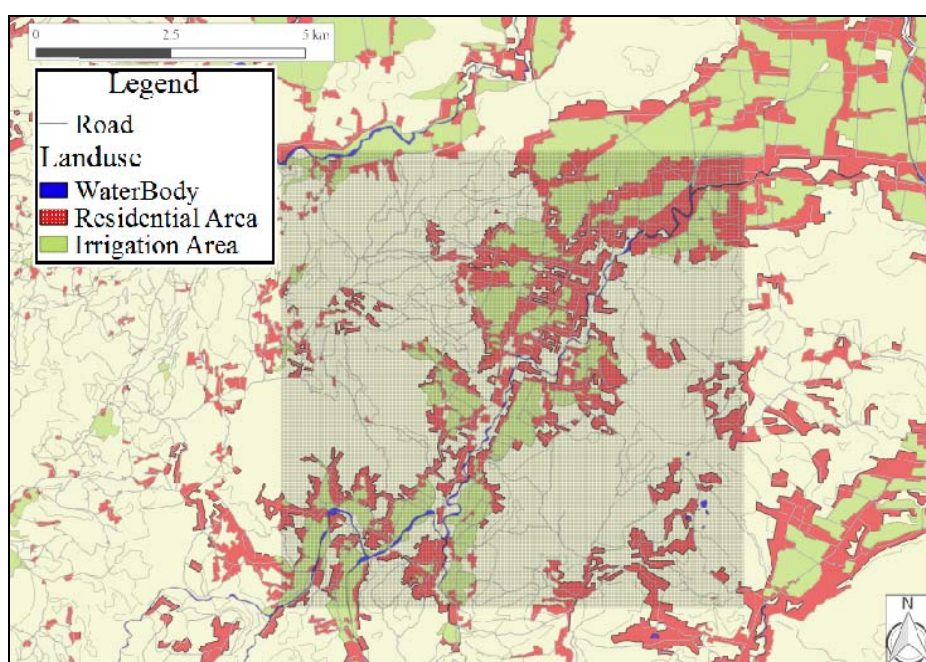 0 2.5 5 km
Legend
Road
Landuse
WaterBody
Residential Area
Irrigation Area
N